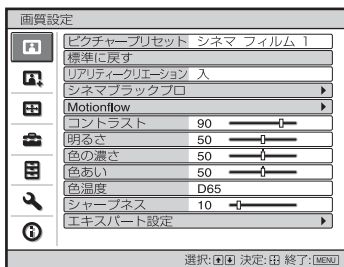 画質設定
ピクチャープリセット シネマ フィルム 1
標準に戻す
リアリティークリエーション 入
シネマブラックプロ
Motionflow
コントラスト 90
明るさ 50
色の濃さ 50
色あい 50
色温度 D65
シャープネス 10
エキスパート設定
選択: 決定: 終了:MENU